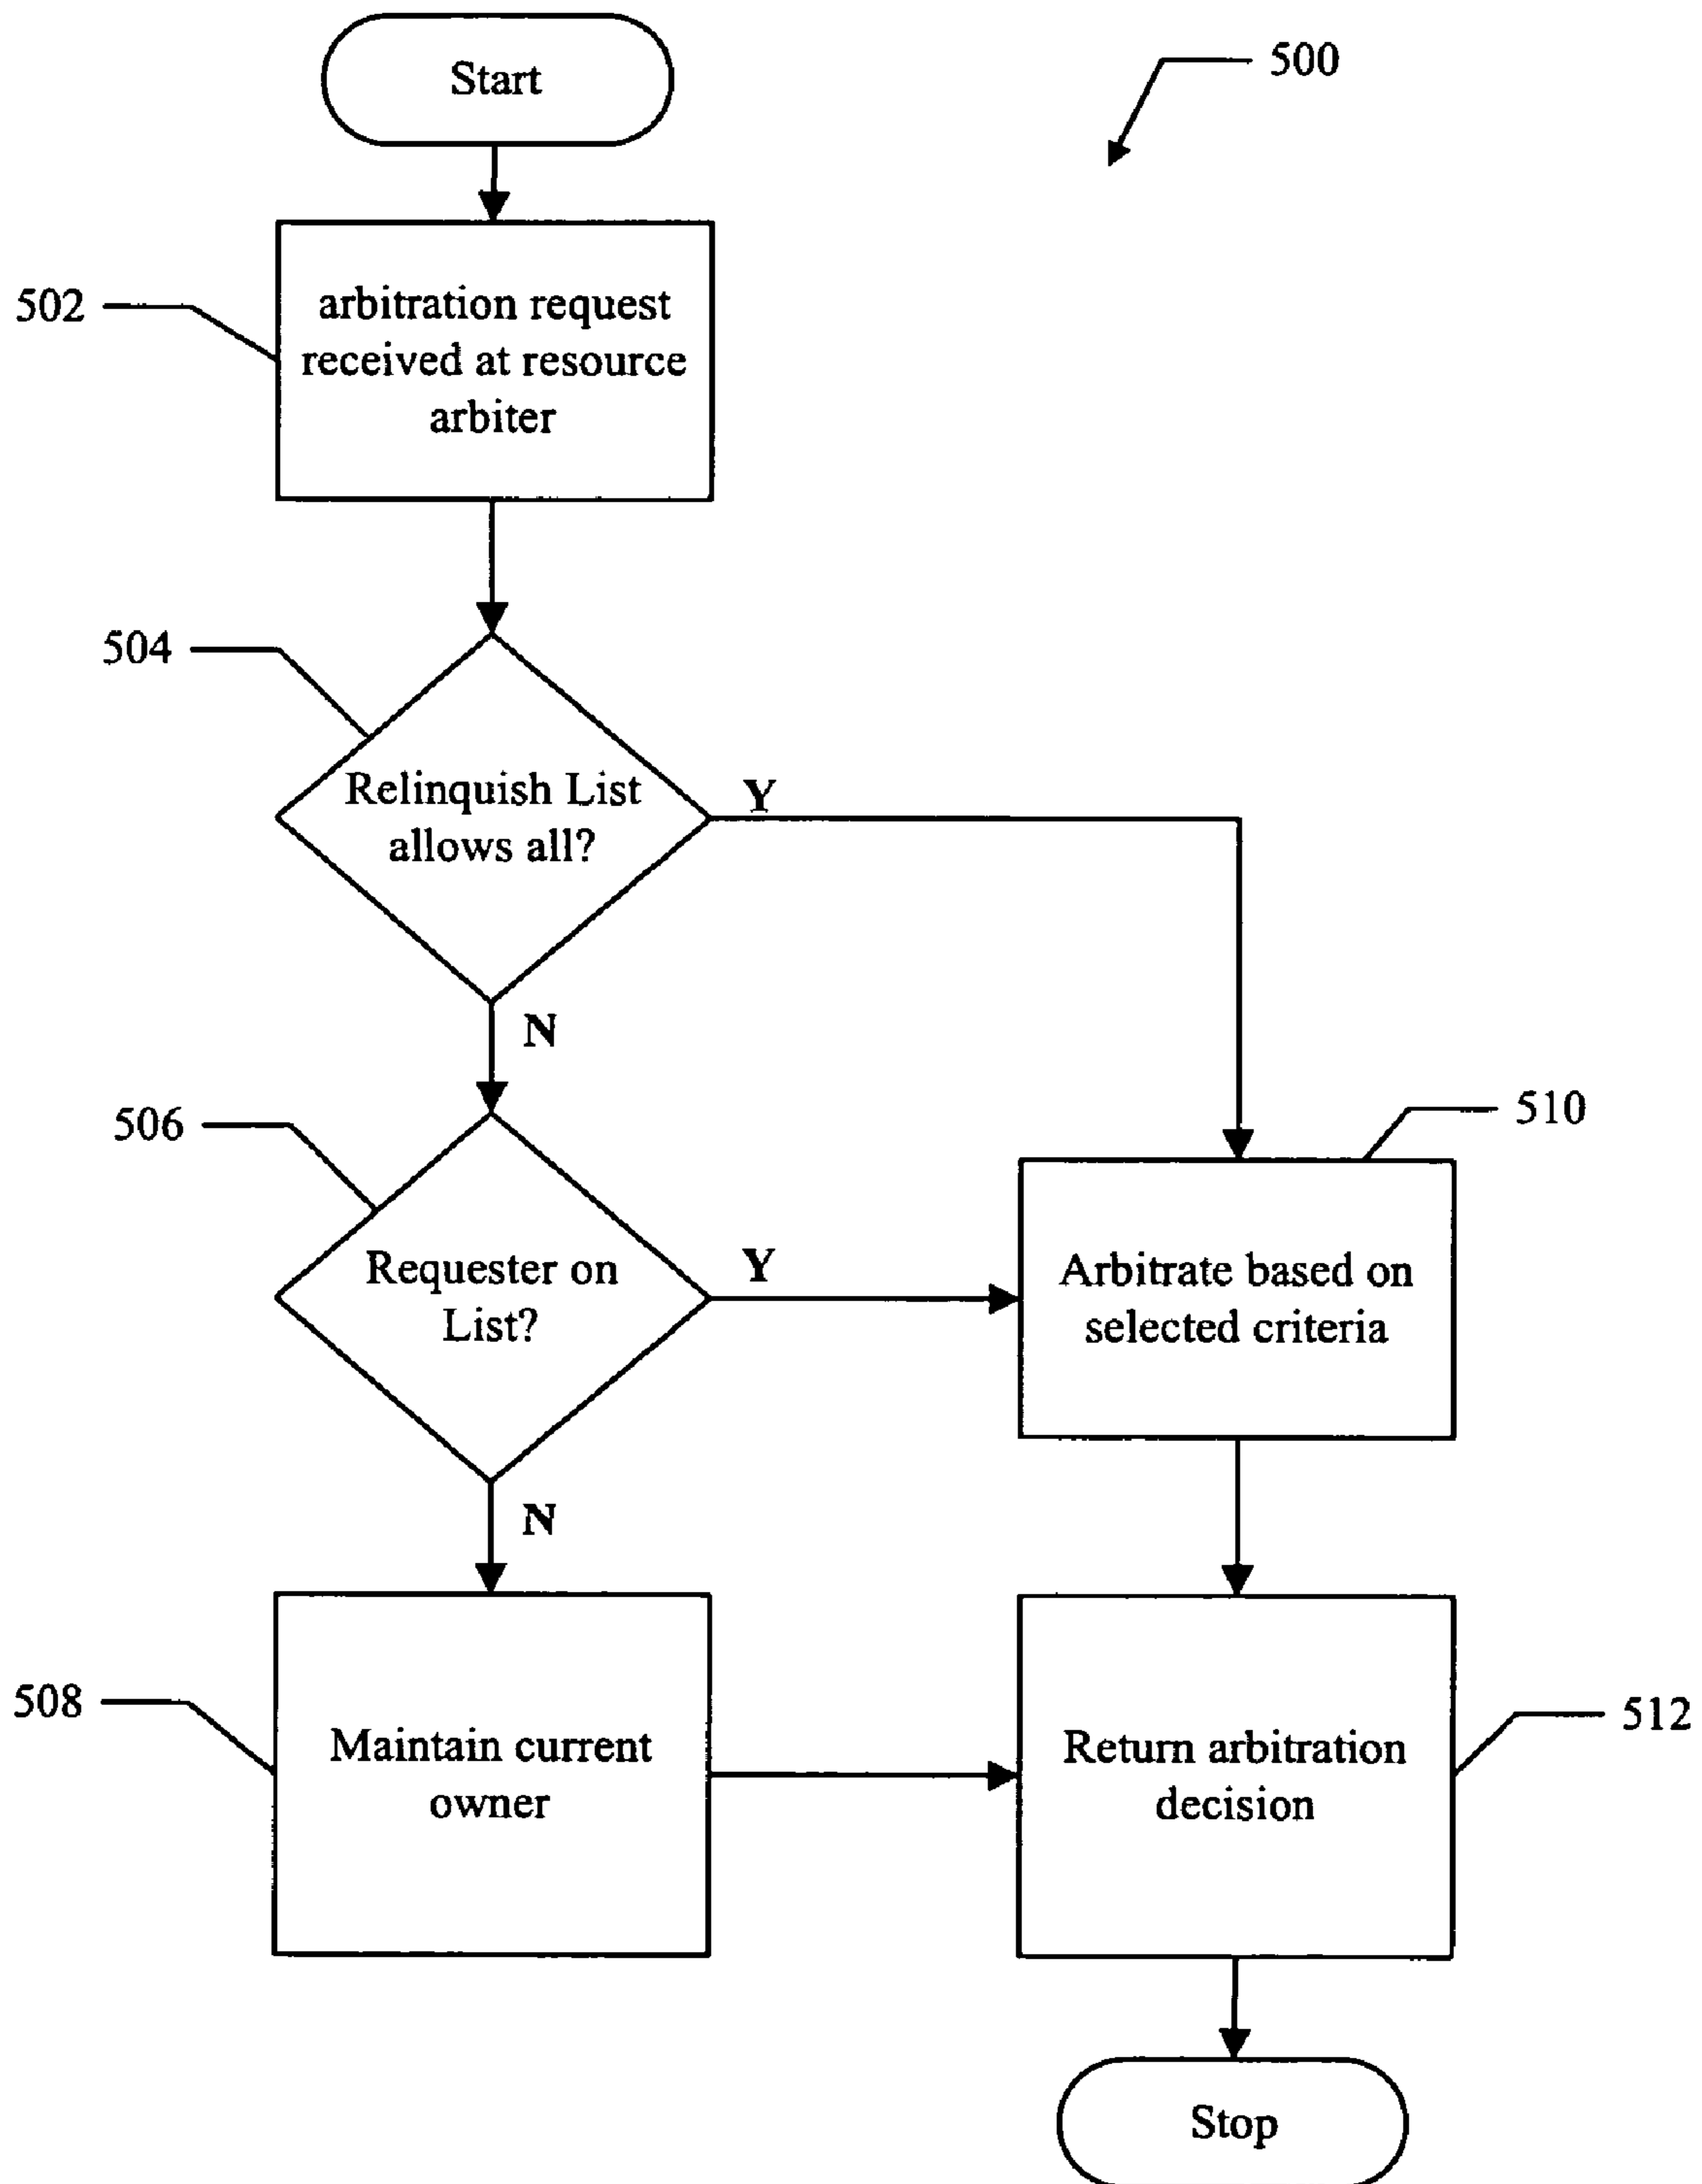 Start
500
502
arbitration request
received at resource
arbiter
504
Relinquish List
allows all?
Y
N
506
Requester on
List?
Y
510
Arbitrate based on
selected criteria
N
508
Maintain current
owner
Return arbitration
decision
512
Stop